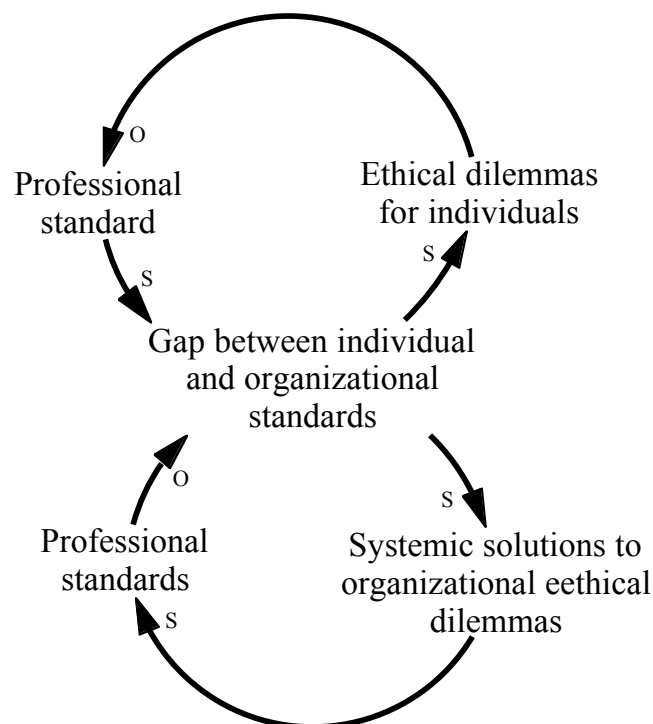 O
Professional
standard
Ethical dilemmas
for individuals
S
S
Gap between individual
and organizational
standards
O
S
Professional
standards
Systemic solutions to
organizational eethical
dilemmas
S